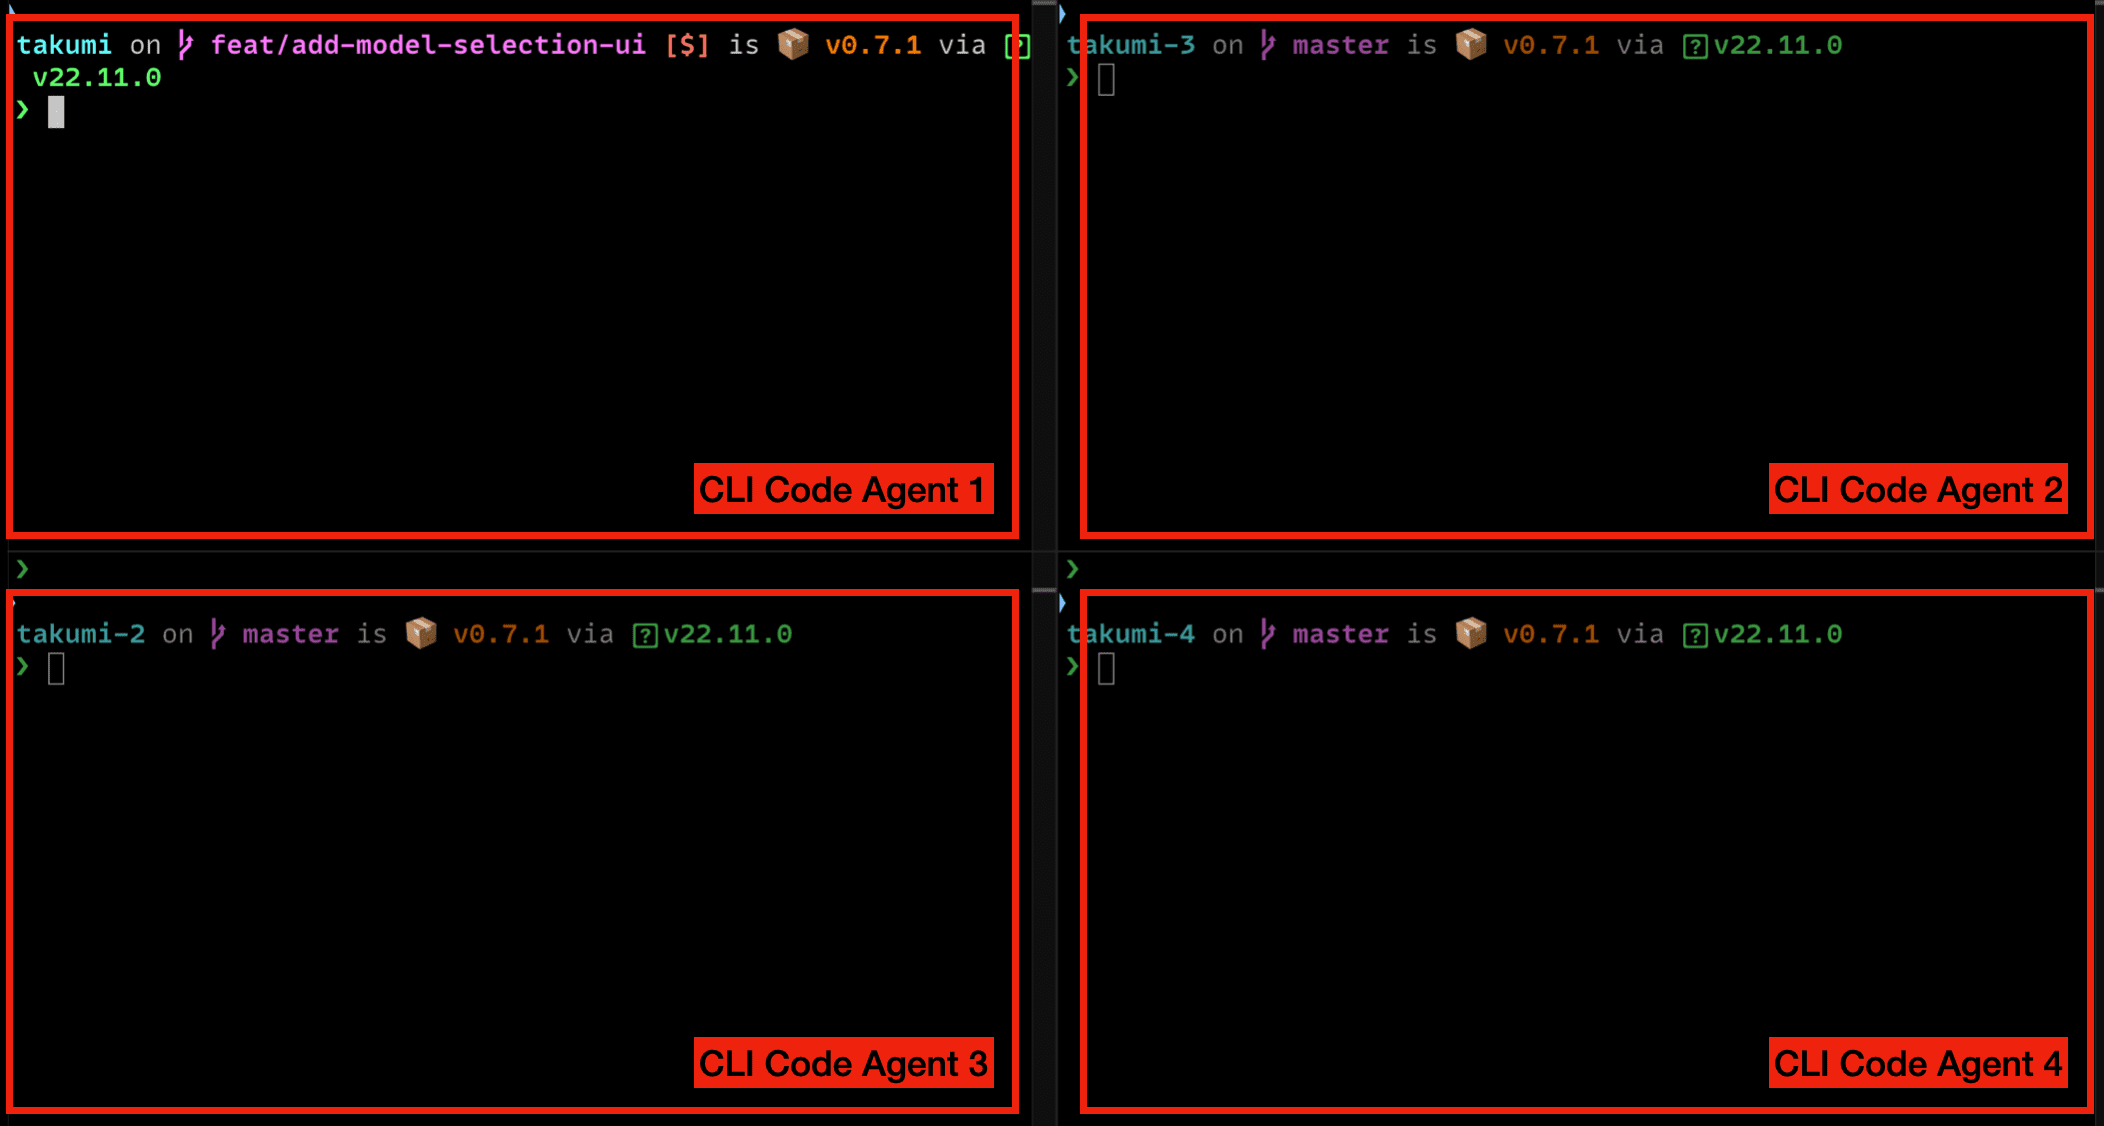 takumi on feat/add-model-selection-ui [$] is 📦 v0.7.1 via [?]
v22.11.0
❯
CLI Code Agent 1
takumi-3 on master is 📦 v0.7.1 via [?] v22.11.0
❯
CLI Code Agent 2
❯
takumi-2 on master is 📦 v0.7.1 via [?] v22.11.0
❯
CLI Code Agent 3
❯
takumi-4 on master is 📦 v0.7.1 via [?] v22.11.0
❯
CLI Code Agent 4